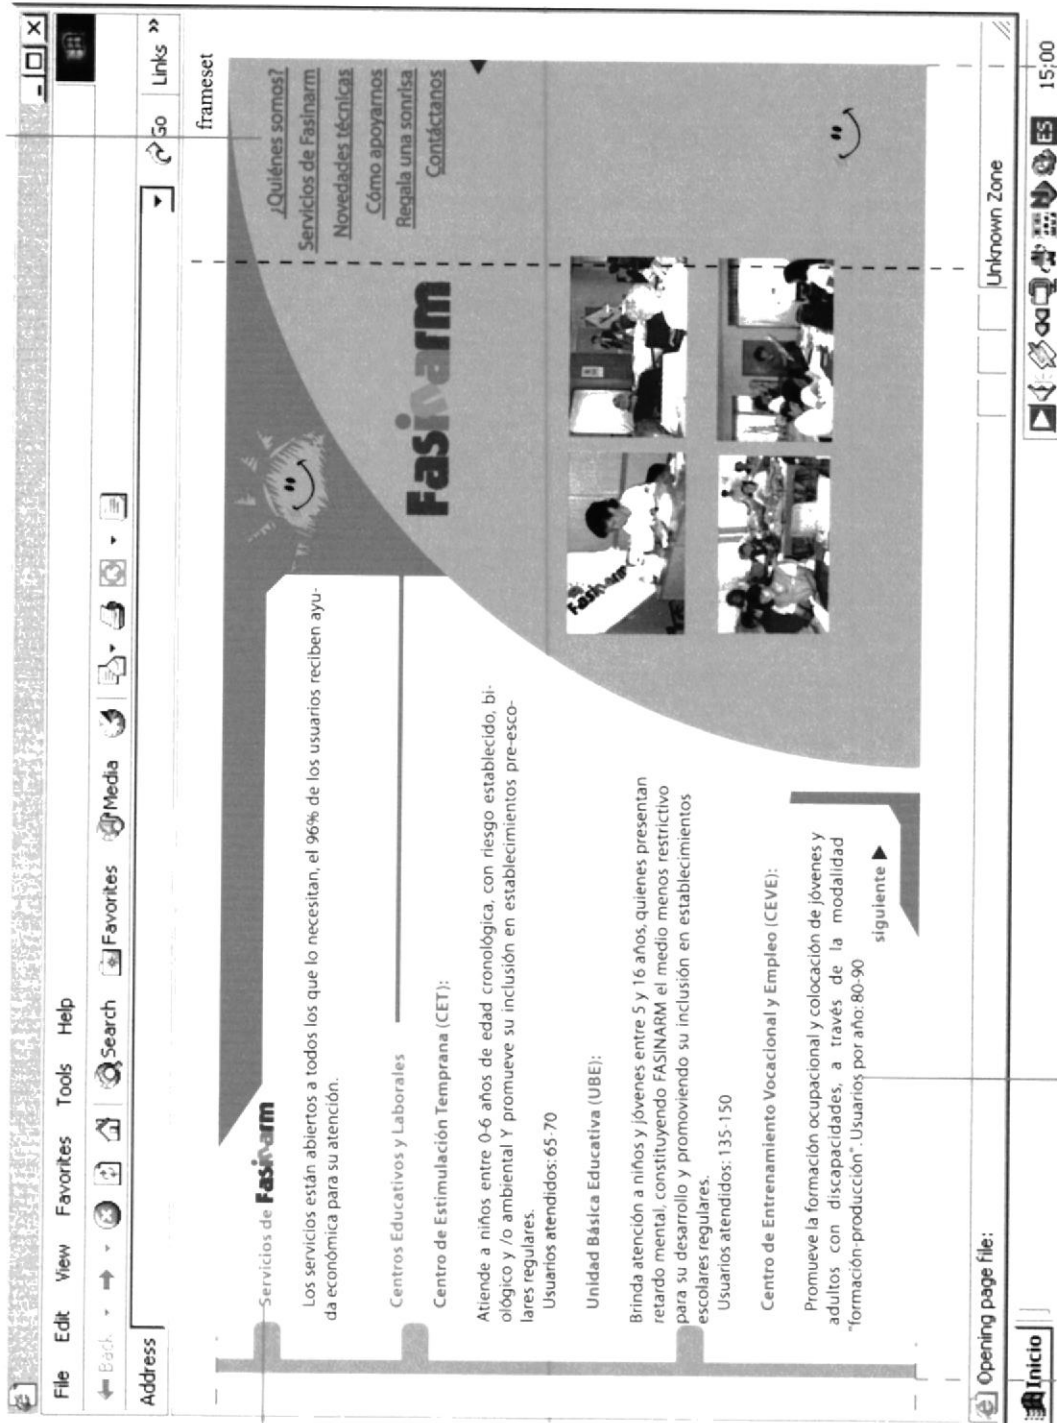 File Edit View Favorites Tools Help
Back Search Favorites Media
Address Go Links »
frameset
¿Quiénes somos?
Servicios de Fasinarm
Novedades técnicas
Cómo apoyarnos
Regala una sonrisa
Contáctanos
Fasinarm
Fasinarm
Servicios de Fasinarm
Los servicios están abiertos a todos los que lo necesitan, el 96% de los usuarios reciben ayu-
da económica para su atención.
Centros Educativos y Laborales
Centro de Estimulación Temprana (CET):
Atiende a niños entre 0-6 años de edad cronológica, con riesgo establecido, bi-
ológico y /o ambiental Y promueve su inclusión en establecimientos pre-esco-
lares regulares.
Usuarios atendidos: 65-70
Unidad Básica Educativa (UBE):
Brinda atención a niños y jóvenes entre 5 y 16 años, quienes presentan
retardo mental, constituyendo FASINARM el medio menos restrictivo
para su desarrollo y promoviendo su inclusión en establecimientos
escolares regulares.
Usuarios atendidos: 135-150
Centro de Entrenamiento Vocacional y Empleo (CEVE):
Promueve la formación ocupacional y colocación de jóvenes y
adultos con discapacidades, a través de la modalidad
"formación-producción". Usuarios por año: 80-90
siguiente
Opening page file:
Unknown Zone
Inicio
ES 15:00